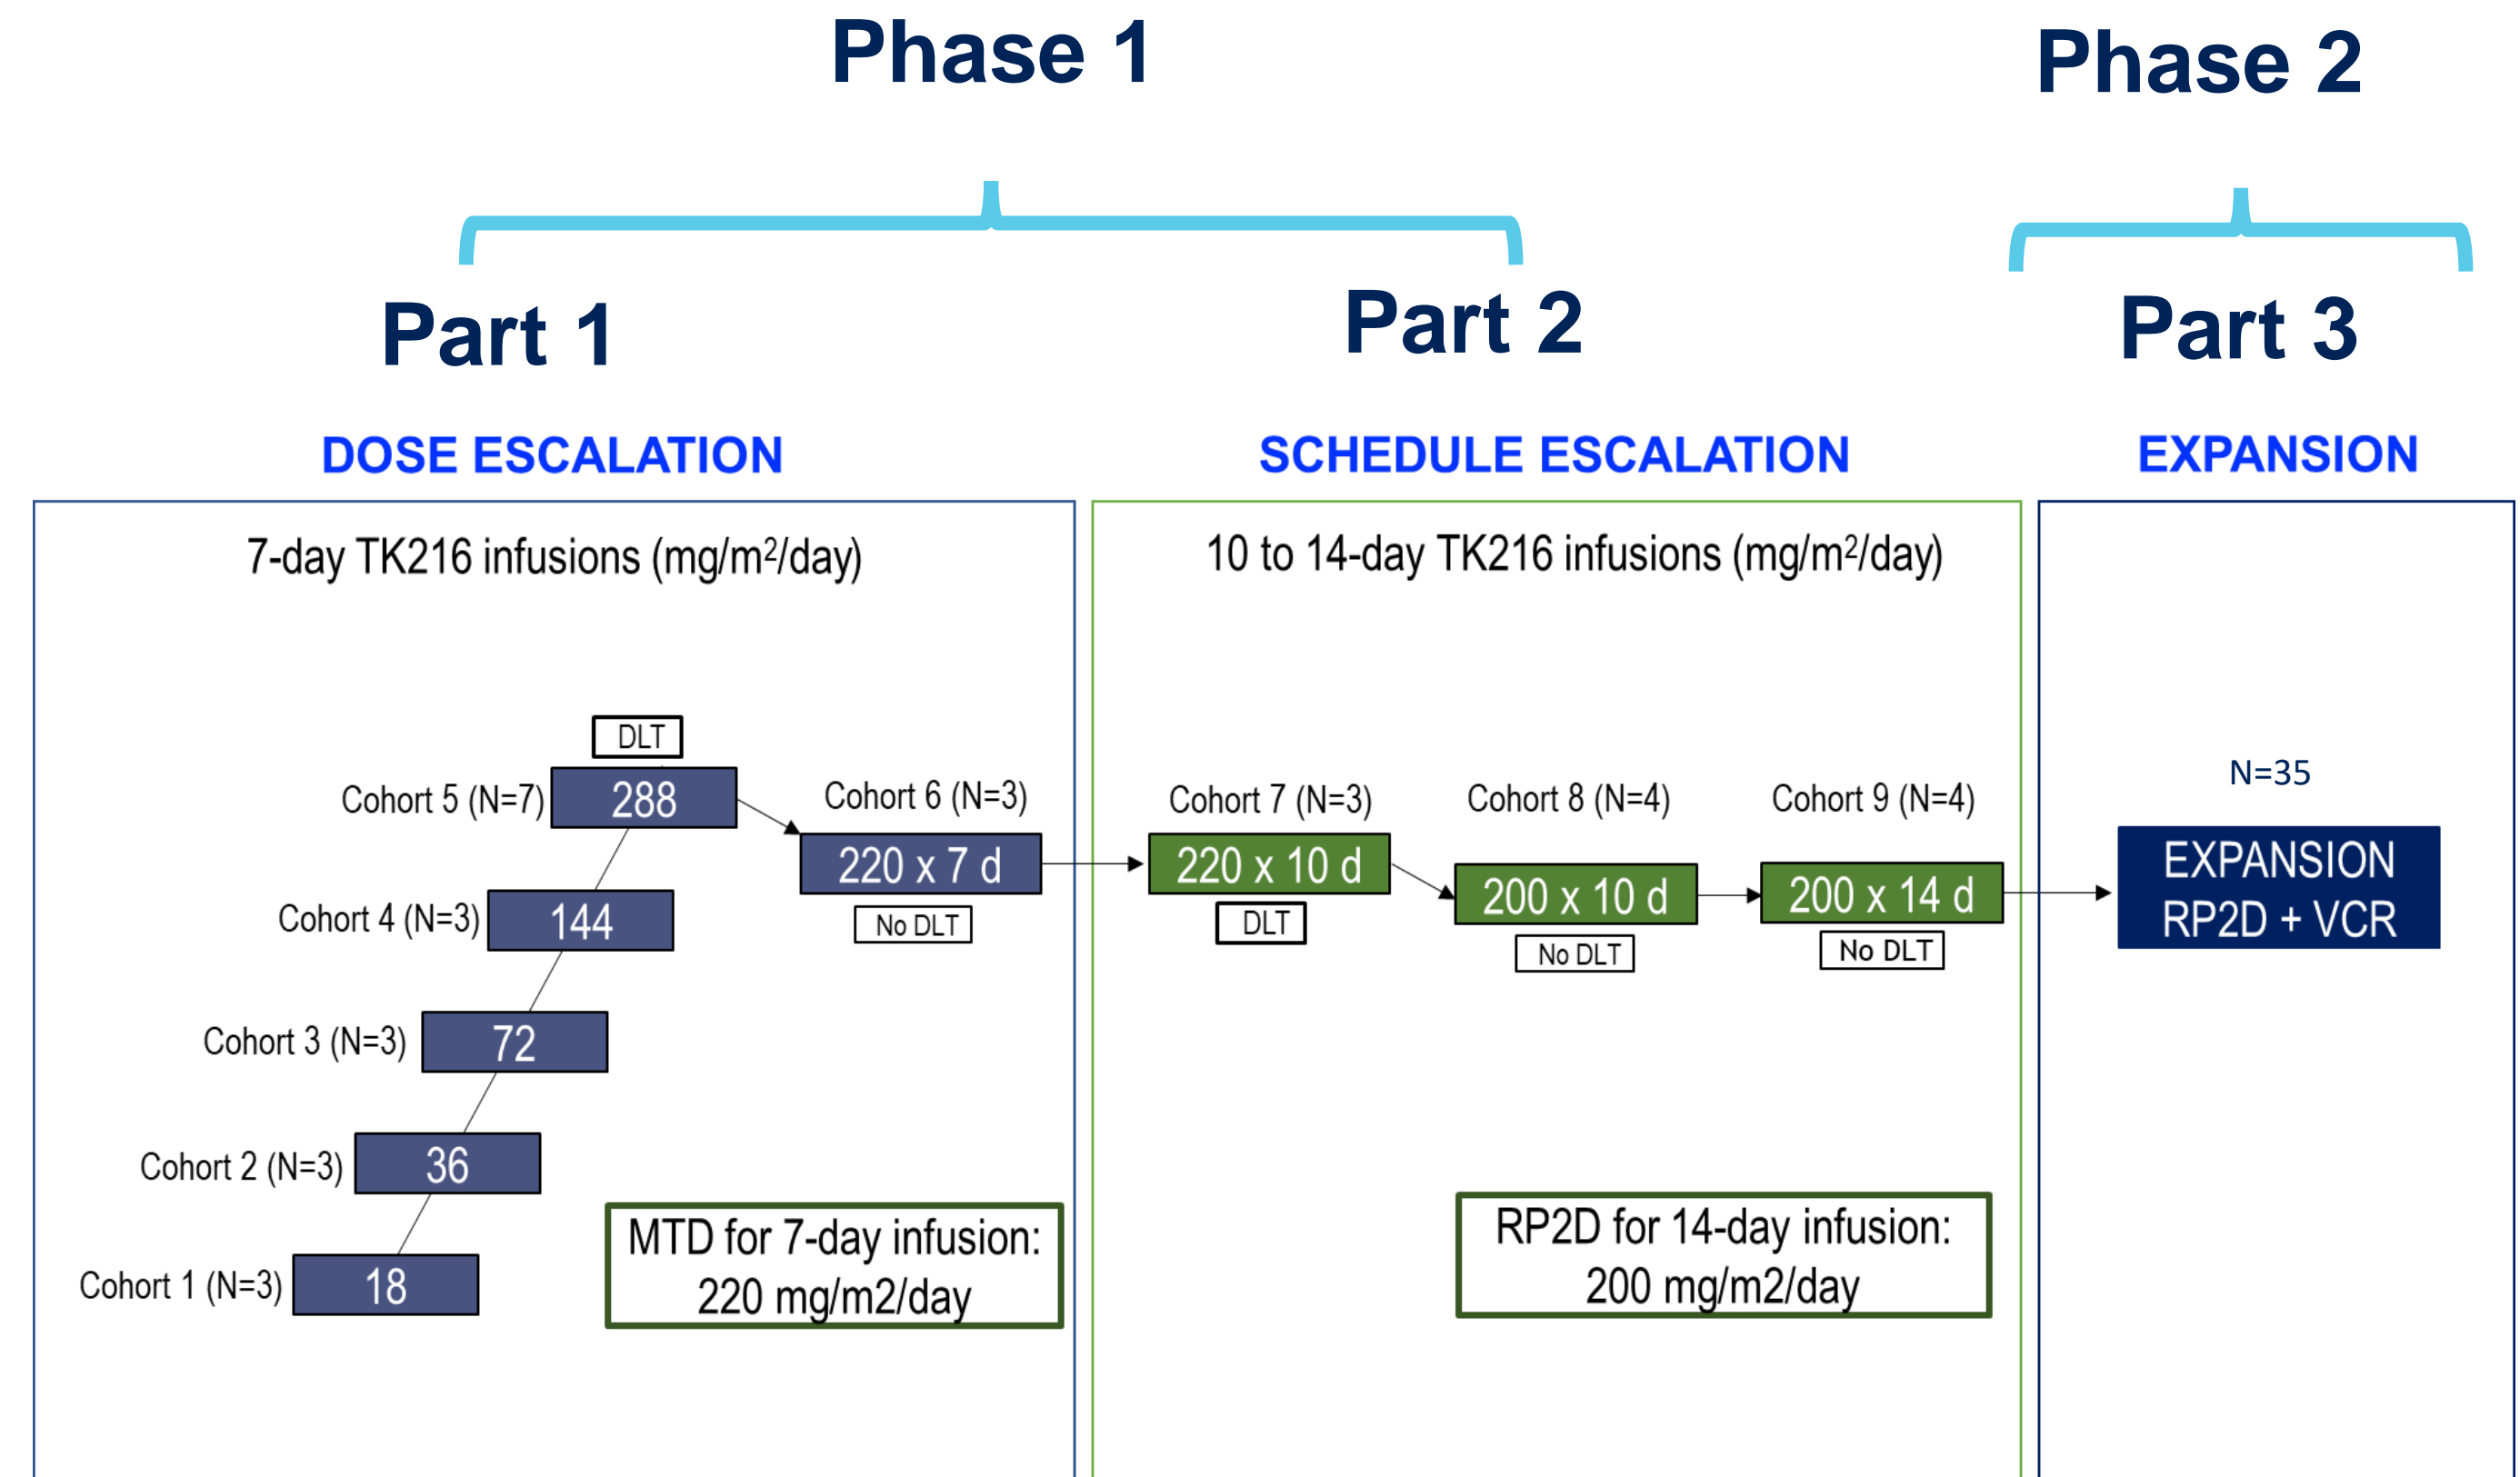 Phase 1
Phase 2
Part 1
Part 2
Part 3
DOSE ESCALATION
SCHEDULE ESCALATION
EXPANSION
7-day TK216 infusions (mg/m²/day)
DLT
Cohort 5 (N=7)
288
Cohort 6 (N=3)
220 x 7 d
No DLT
Cohort 4 (N=3)
144
Cohort 3 (N=3)
72
Cohort 2 (N=3)
36
Cohort 1 (N=3)
18
MTD for 7-day infusion:
220 mg/m2/day
10 to 14-day TK216 infusions (mg/m²/day)
Cohort 7 (N=3)
220 x 10 d
DLT
Cohort 8 (N=4)
200 x 10 d
No DLT
Cohort 9 (N=4)
200 x 14 d
No DLT
RP2D for 14-day infusion:
200 mg/m2/day
N=35
EXPANSION
RP2D + VCR